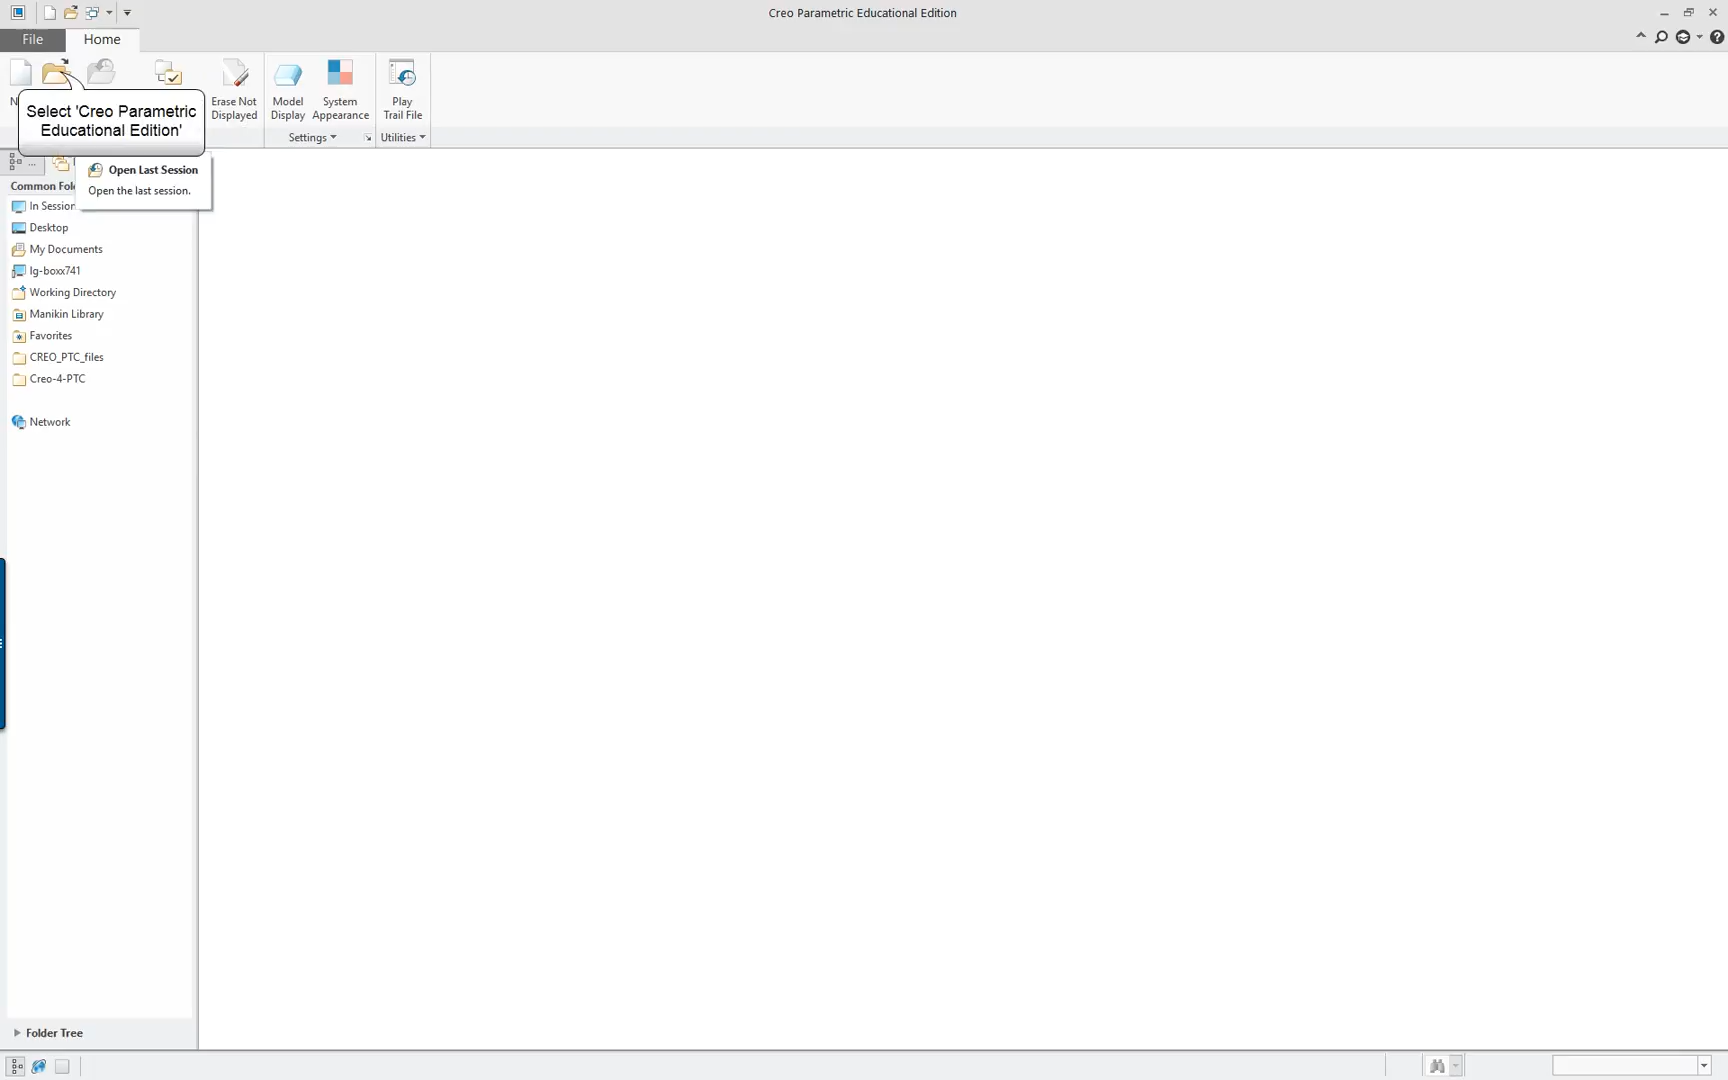 Creo Parametric Educational Edition
File
Home
Erase Not
Displayed
Model
Display
System
Appearance
Play
Trail File
Settings
Utilities
Select 'Creo Parametric
Educational Edition'
...
Open Last Session
Open the last session.
Common Fol
In Session
Desktop
My Documents
lg-boxx741
Working Directory
Manikin Library
Favorites
CREO_PTC_files
Creo-4-PTC
Network
Folder Tree